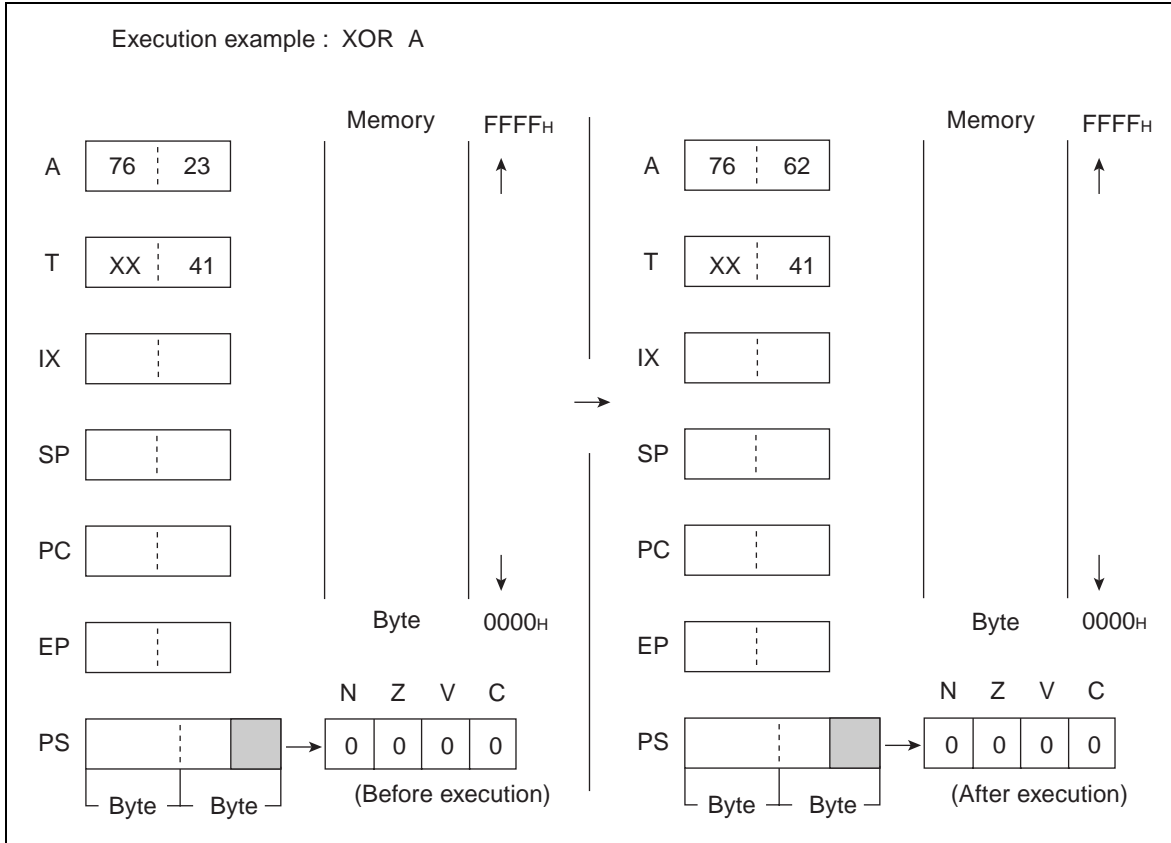 Execution example : XOR A
Memory FFFFH
A 76 23
T XX 41
IX
SP
PC
Byte 0000H
EP
N Z V C
PS 0 0 0 0
Byte Byte (Before execution)
Memory FFFFH
A 76 62
T XX 41
IX
SP
PC
Byte 0000H
EP
N Z V C
PS 0 0 0 0
Byte Byte (After execution)